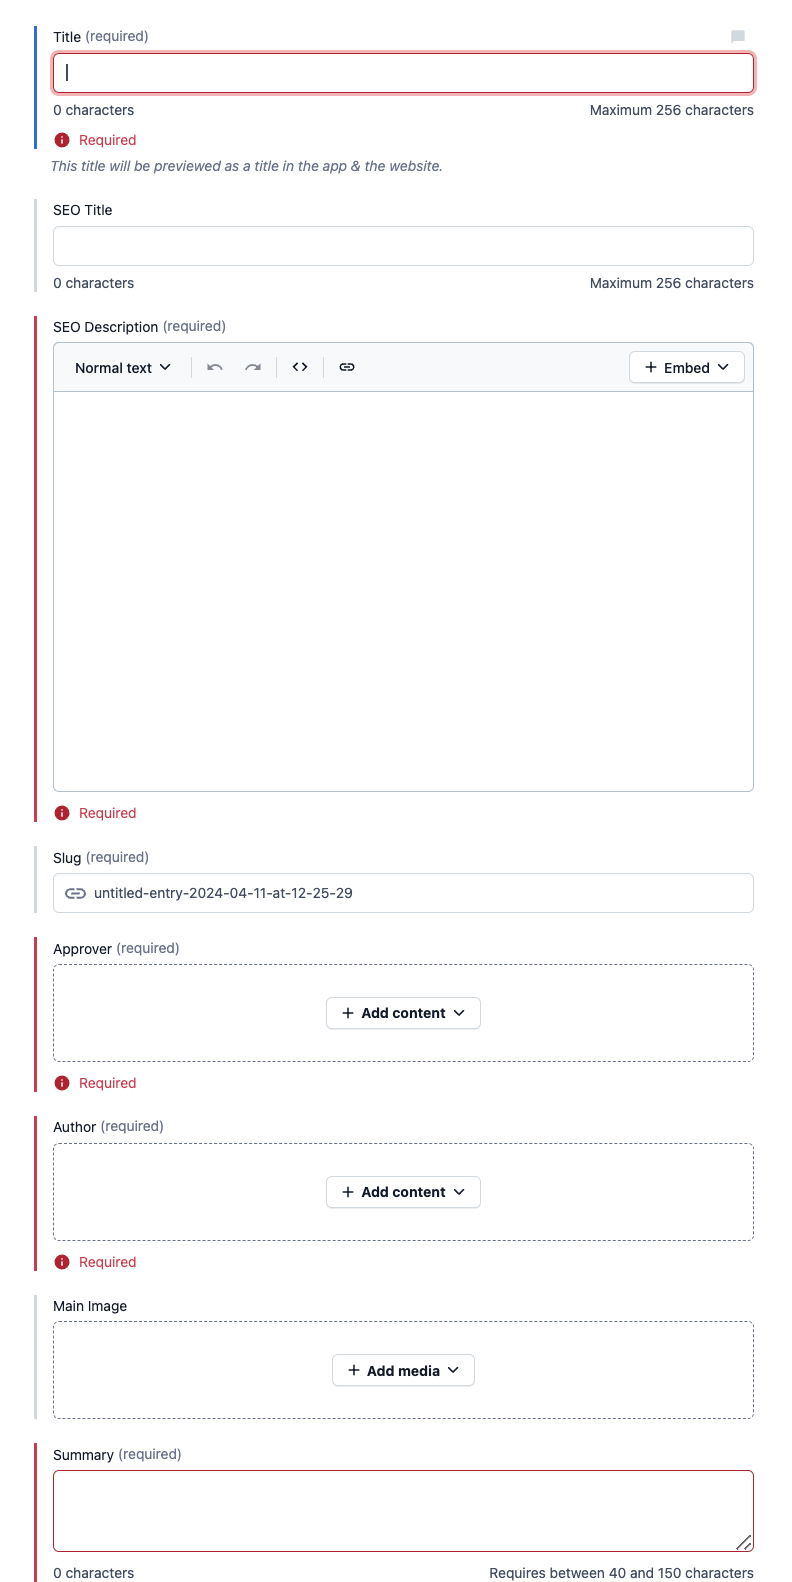 Title (required)
0 characters Maximum 256 characters
Required
This title will be previewed as a title in the app & the website.
SEO Title
0 characters Maximum 256 characters
SEO Description (required)
Normal text Embed
Required
Slug (required)
untitled-entry-2024-04-11-at-12-25-29
Approver (required)
Add content
Required
Author (required)
Add content
Required
Main Image
Add media
Summary (required)
0 characters Requires between 40 and 150 characters